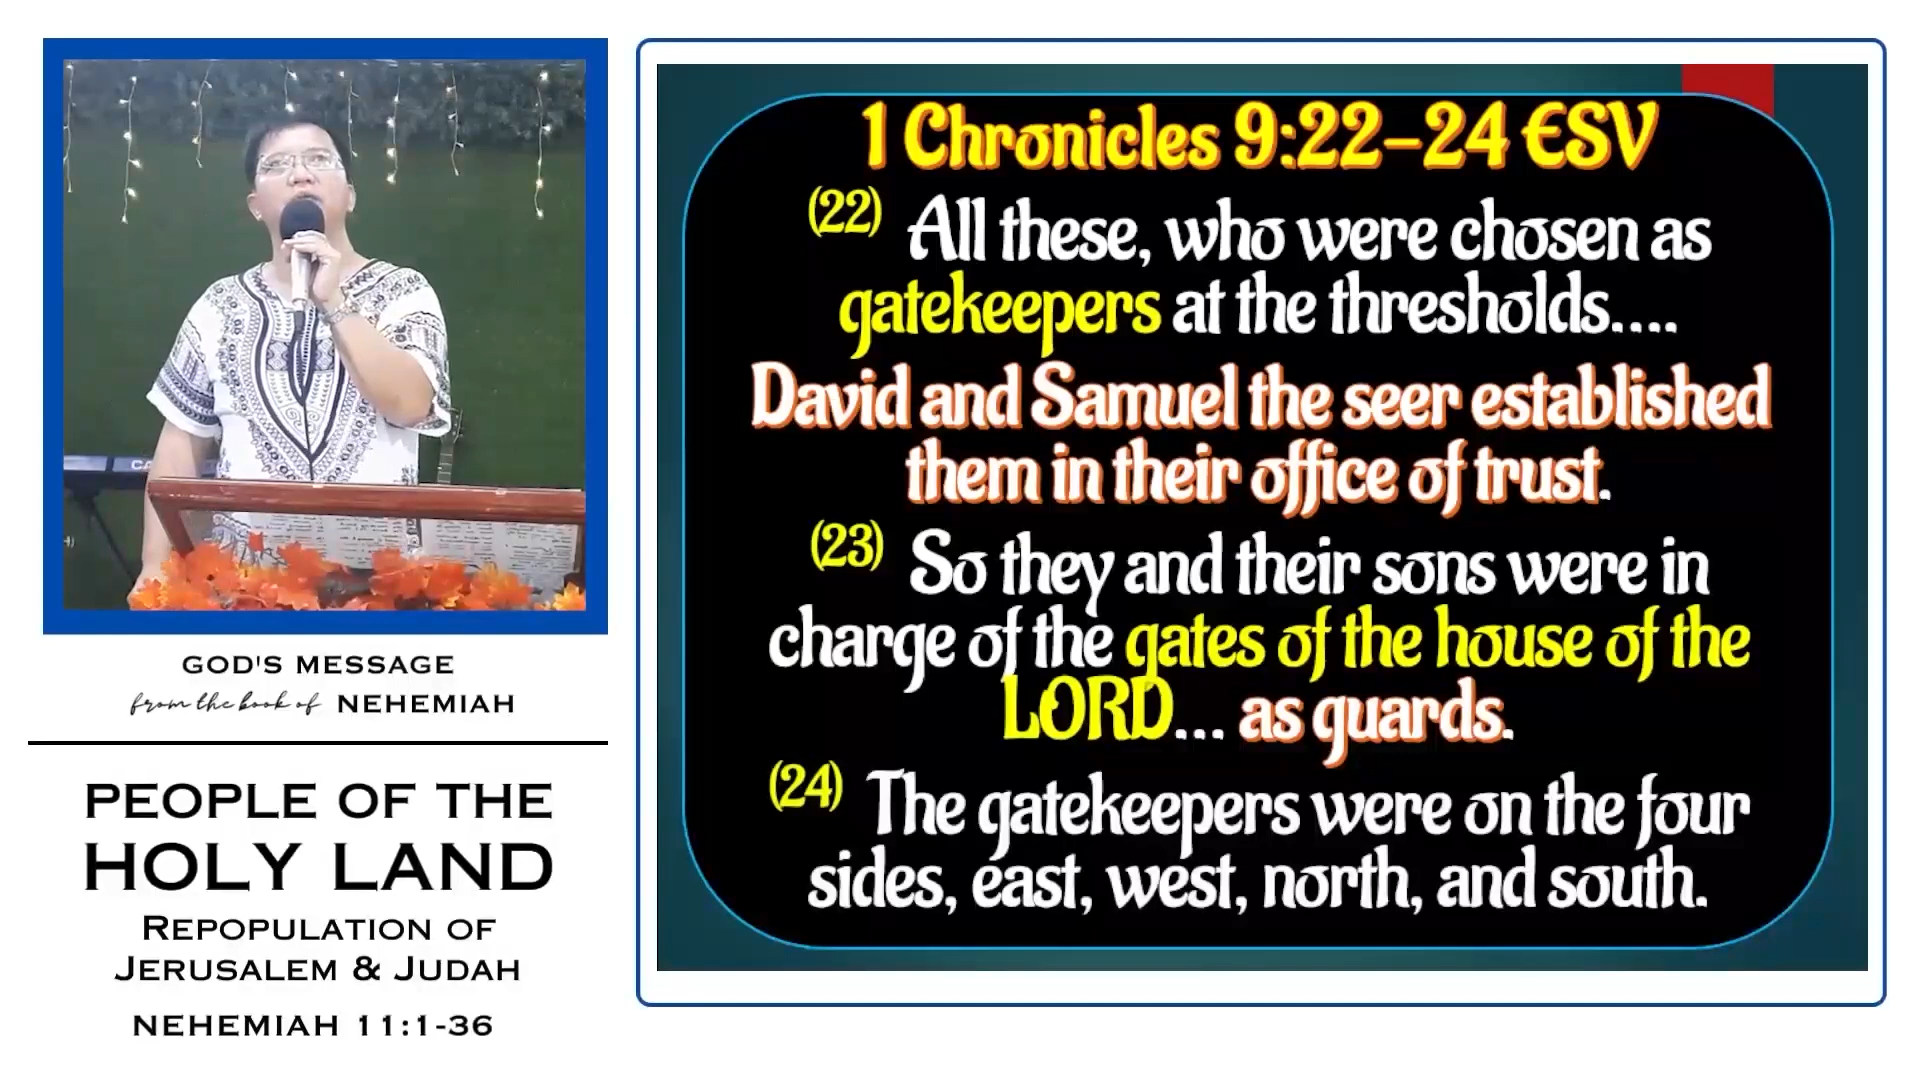 GOD'S MESSAGE
from the book of NEHEMIAH
PEOPLE OF THE
HOLY LAND
REPOPULATION OF
JERUSALEM & JUDAH
NEHEMIAH 11:1-36
1 Chronicles 9:22–24 ESV
(22) All these, who were chosen as
gatekeepers at the thresholds....
David and Samuel the seer established
them in their office of trust.
(23) So they and their sons were in
charge of the gates of the house of the
LORD... as guards.
(24) The gatekeepers were on the four
sides, east, west, north, and south.
CA